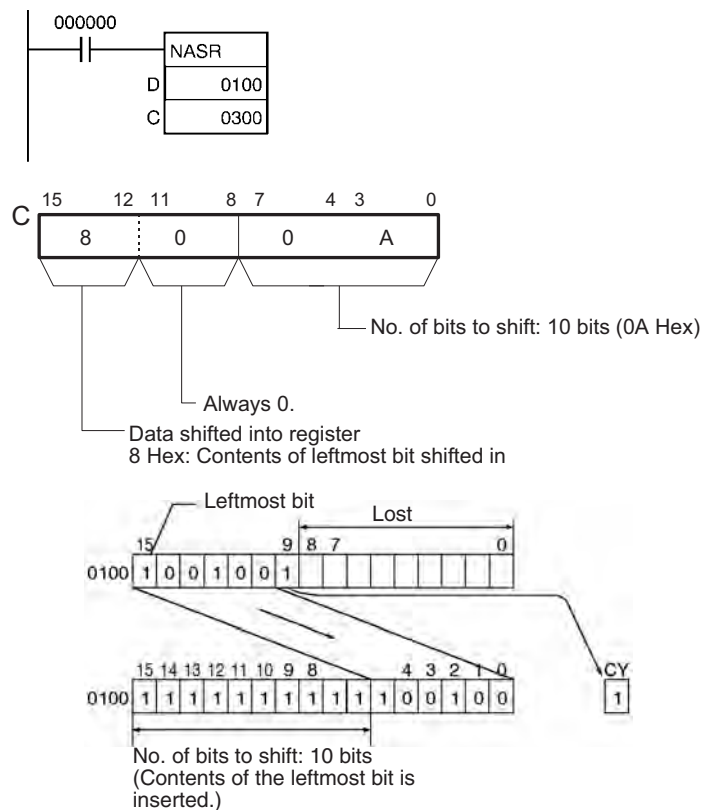 000000
NASR
D 0100
C 0300
15 12 11 8 7 4 3 0
C 8 0 0 A
No. of bits to shift: 10 bits (0A Hex)
Always 0.
Data shifted into register
8 Hex: Contents of leftmost bit shifted in
Leftmost bit
Lost
15 9 8 7 0
0100 1 0 0 1 0 0 1
15 14 13 12 11 10 9 8 4 3 2 1 0 CY
0100 1 1 1 1 1 1 1 1 1 1 1 0 0 1 0 0 1
No. of bits to shift: 10 bits
(Contents of the leftmost bit is
inserted.)